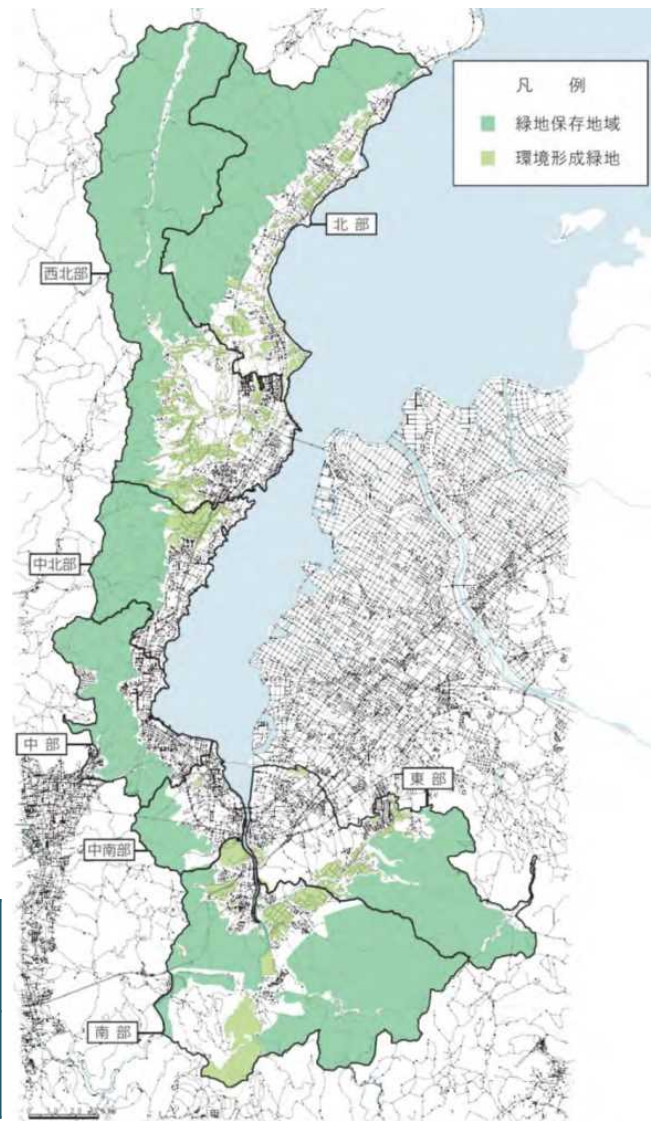 凡 例
緑地保存地域
環境形成緑地
北 部
西北部
中北部
中 部
東 部
中南部
南 部